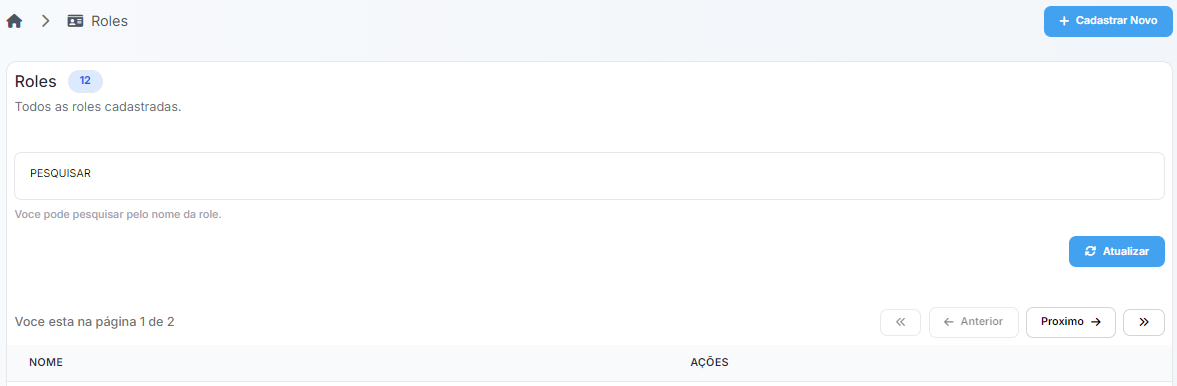 Roles
Cadastrar Novo
Roles 12
Todos as roles cadastradas.
PESQUISAR
Voce pode pesquisar pelo nome da role.
Atualizar
Voce esta na página 1 de 2
Anterior
Proximo
NOME AÇÕES